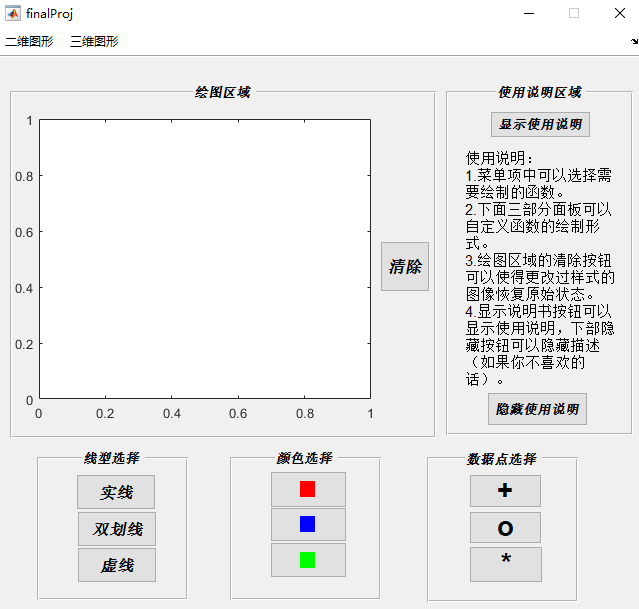 finalProj
二维图形 三维图形
绘图区域
1
0.8
0.6
0.4
0.2
0
0 0.2 0.4 0.6 0.8 1
清除
使用说明区域
显示使用说明
使用说明：
1.菜单项中可以选择需
要绘制的函数。
2.下面三部分面板可以
自定义函数的绘制形
式。
3.绘图区域的清除按钮
可以使得更改过样式的
图像恢复原始状态。
4.显示说明书按钮可以
显示使用说明，下部隐
藏按钮可以隐藏描述
（如果你不喜欢的
话）。
隐藏使用说明
线型选择
实线
双划线
虚线
颜色选择
数据点选择
+
o
*